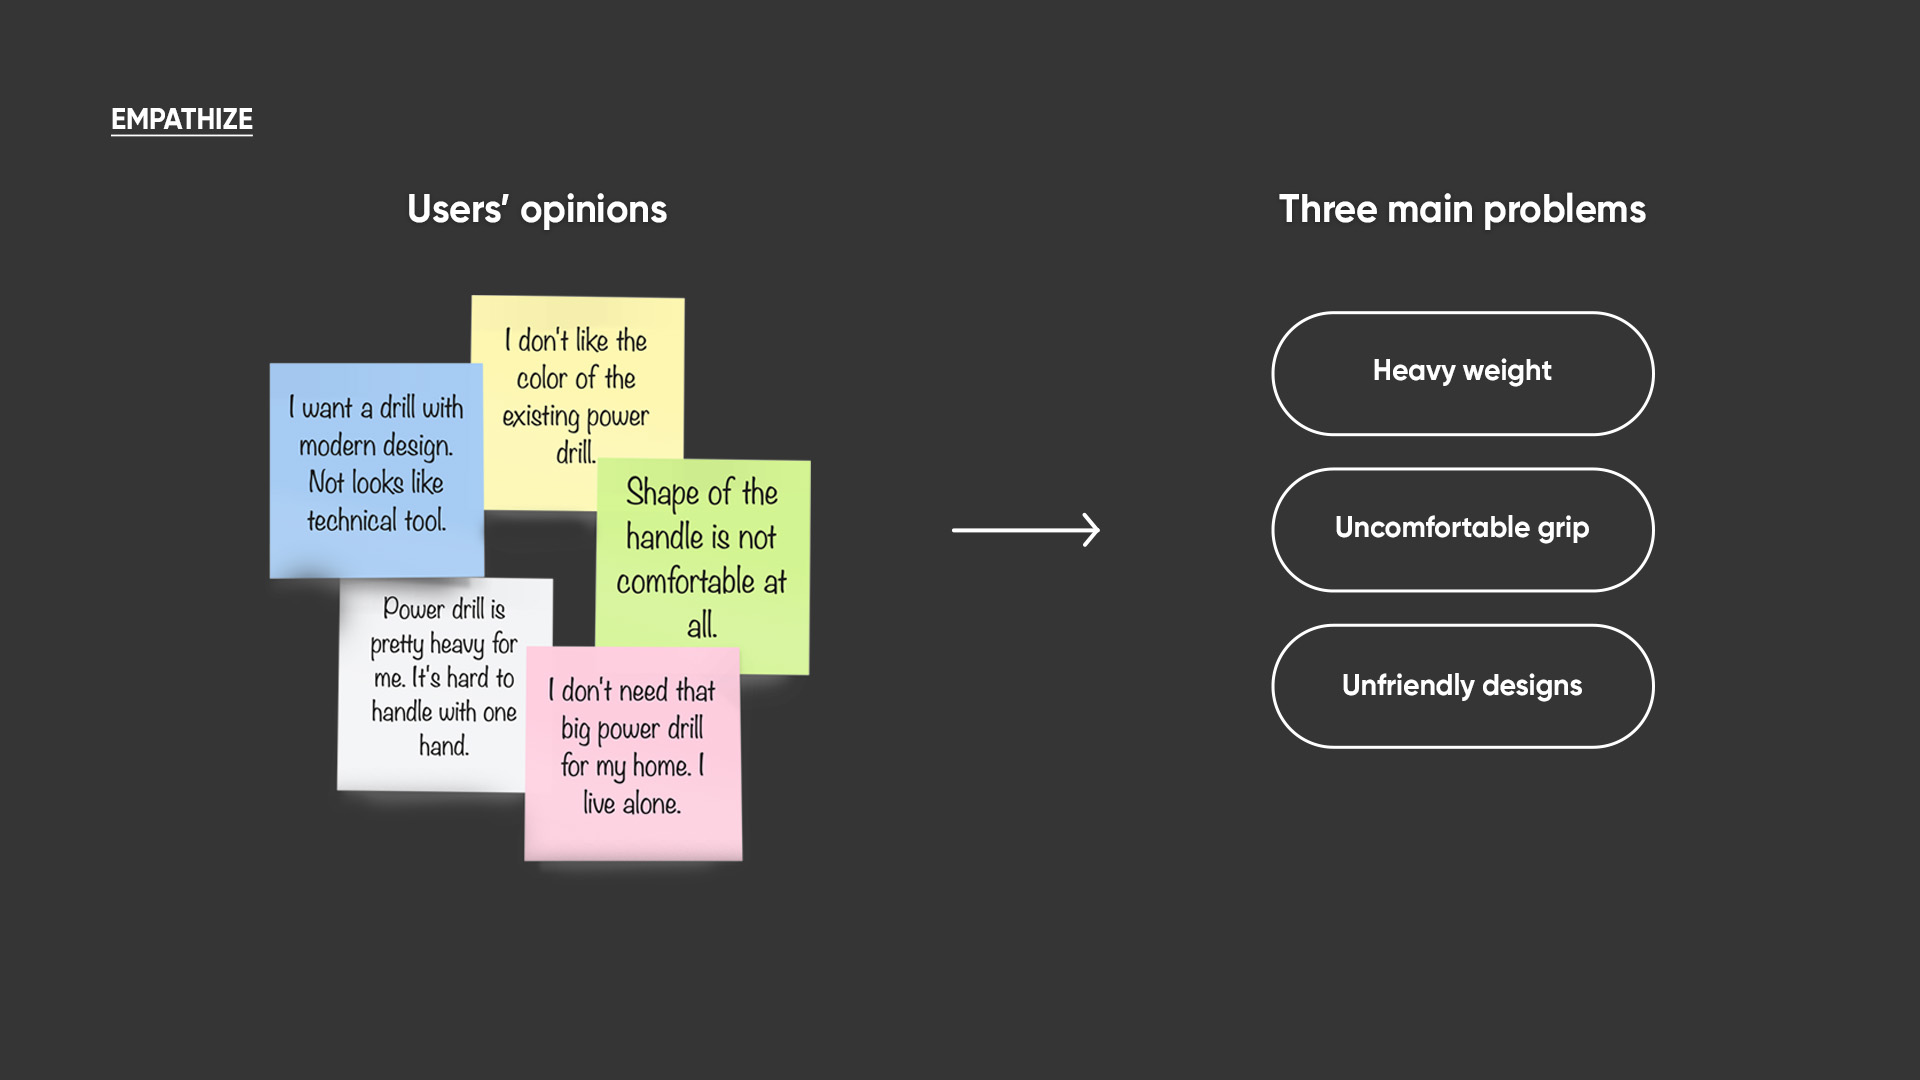 EMPATHIZE
Users’ opinions
I don't like the
color of the
existing power
drill.
I want a drill with
modern design.
Not looks like
technical tool.
Shape of the
handle is not
comfortable at
all.
Power drill is
pretty heavy for
me. It's hard to
handle with one
hand.
I don't need that
big power drill
for my home. I
live alone.
Three main problems
Heavy weight
Uncomfortable grip
Unfriendly designs